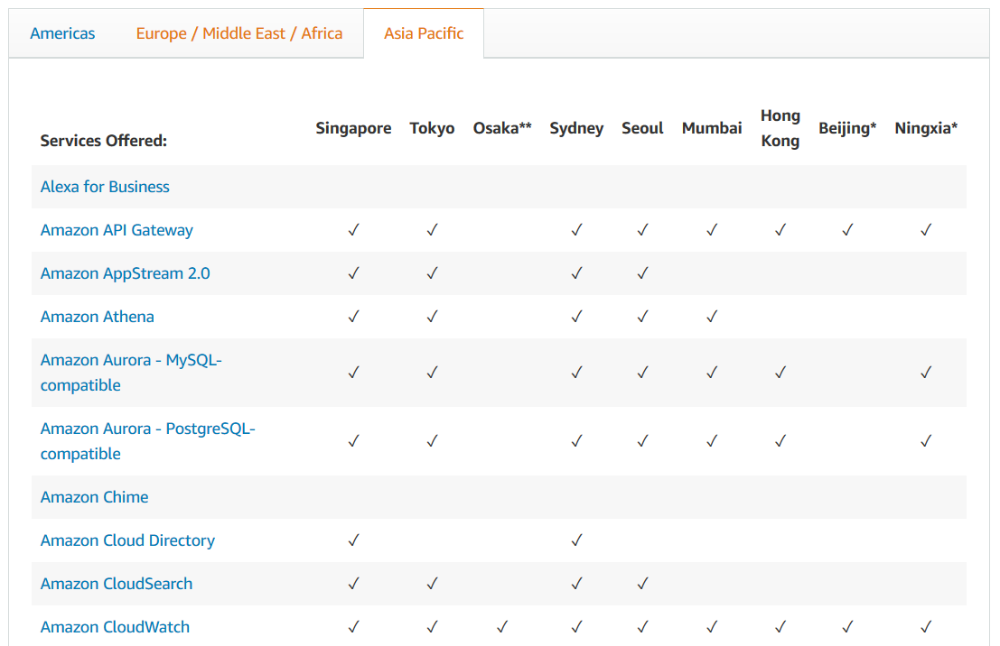 Americas Europe / Middle East / Africa Asia Pacific
Services Offered: Singapore Tokyo Osaka** Sydney Seoul Mumbai Hong Kong Beijing* Ningxia*
Alexa for Business
Amazon API Gateway ✓ ✓ ✓ ✓ ✓ ✓ ✓ ✓
Amazon AppStream 2.0 ✓ ✓ ✓ ✓
Amazon Athena ✓ ✓ ✓ ✓ ✓
Amazon Aurora - MySQL-
compatible ✓ ✓ ✓ ✓ ✓ ✓ ✓
Amazon Aurora - PostgreSQL-
compatible ✓ ✓ ✓ ✓ ✓ ✓ ✓
Amazon Chime
Amazon Cloud Directory ✓ ✓
Amazon CloudSearch ✓ ✓ ✓ ✓
Amazon CloudWatch ✓ ✓ ✓ ✓ ✓ ✓ ✓ ✓ ✓